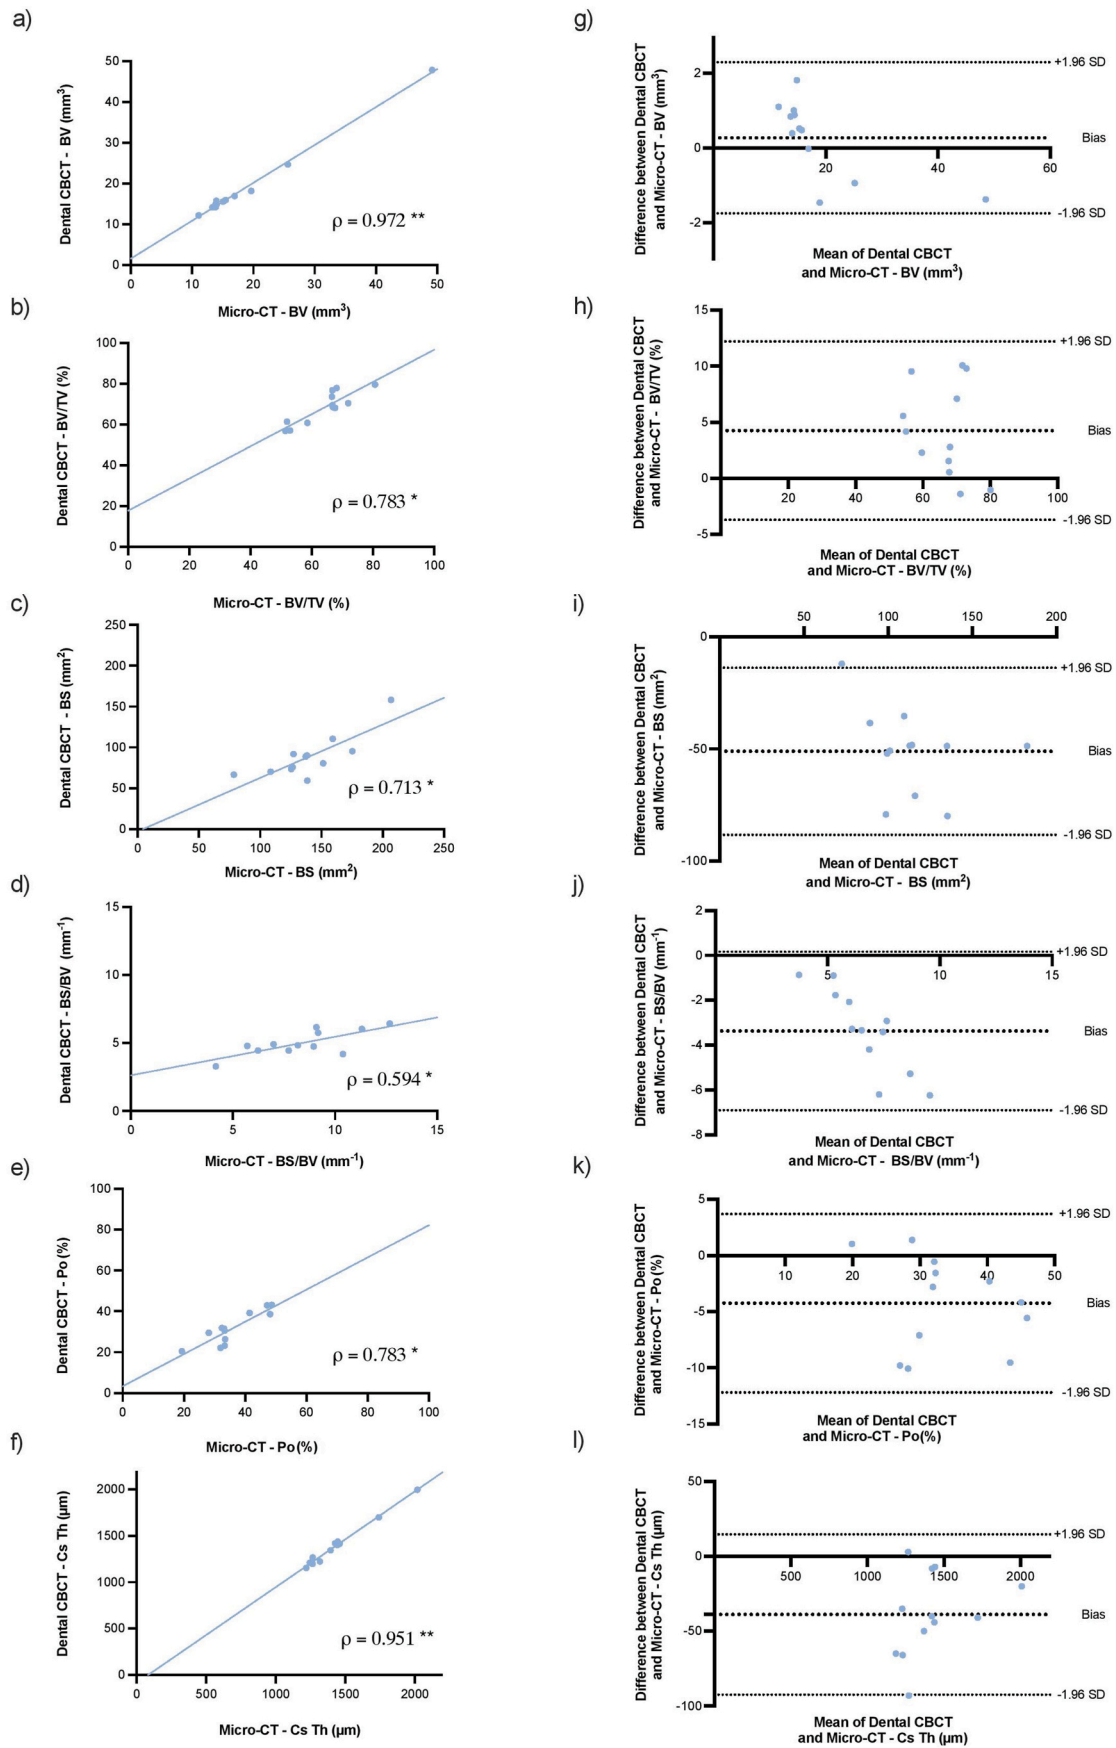 a)
Dental CBCT - BV (mm³)
50
40
30
20
10
0
0 10 20 30 40 50
ρ = 0.972 **
Micro-CT - BV (mm³)
g)
Difference between Dental CBCT
and Micro-CT - BV (mm³)
2
0
-2
20 40 60
+1.96 SD
Bias
-1.96 SD
Mean of Dental CBCT
and Micro-CT - BV (mm³)
b)
Dental CBCT - BV/TV (%)
100
80
60
40
20
0
0 20 40 60 80 100
ρ = 0.783 *
Micro-CT - BV/TV (%)
h)
Difference between Dental CBCT
and Micro-CT - BV/TV (%)
15
10
5
0
-5
20 40 60 80 100
+1.96 SD
Bias
-1.96 SD
Mean of Dental CBCT
and Micro-CT - BV/TV (%)
c)
Dental CBCT - BS (mm²)
250
200
150
100
50
0
0 50 100 150 200 250
ρ = 0.713 *
Micro-CT - BS (mm²)
i)
Difference between Dental CBCT
and Micro-CT - BS (mm²)
50 100 150 200
0
-50
-100
+1.96 SD
Bias
-1.96 SD
Mean of Dental CBCT
and Micro-CT - BS (mm²)
d)
Dental CBCT - BS/BV (mm⁻¹)
15
10
5
0
0 5 10 15
ρ = 0.594 *
Micro-CT - BS/BV (mm⁻¹)
j)
Difference between Dental CBCT
and Micro-CT - BS/BV (mm⁻¹)
2
0
-2
-4
-6
-8
5 10 15
+1.96 SD
Bias
-1.96 SD
Mean of Dental CBCT
and Micro-CT - BS/BV (mm⁻¹)
e)
Dental CBCT - Po (%)
100
80
60
40
20
0
0 20 40 60 80 100
ρ = 0.783 *
Micro-CT - Po (%)
k)
Difference between Dental CBCT
and Micro-CT - Po (%)
5
0
-5
-10
-15
10 20 30 40 50
+1.96 SD
Bias
-1.96 SD
Mean of Dental CBCT
and Micro-CT - Po(%)
f)
Dental CBCT - Cs Th (µm)
2000
1500
1000
500
0
0 500 1000 1500 2000
ρ = 0.951 **
Micro-CT - Cs Th (µm)
l)
Difference between Dental CBCT
and Micro-CT - Cs Th (µm)
50
0
-50
-100
500 1000 1500 2000
+1.96 SD
Bias
-1.96 SD
Mean of Dental CBCT
and Micro-CT - Cs Th (µm)